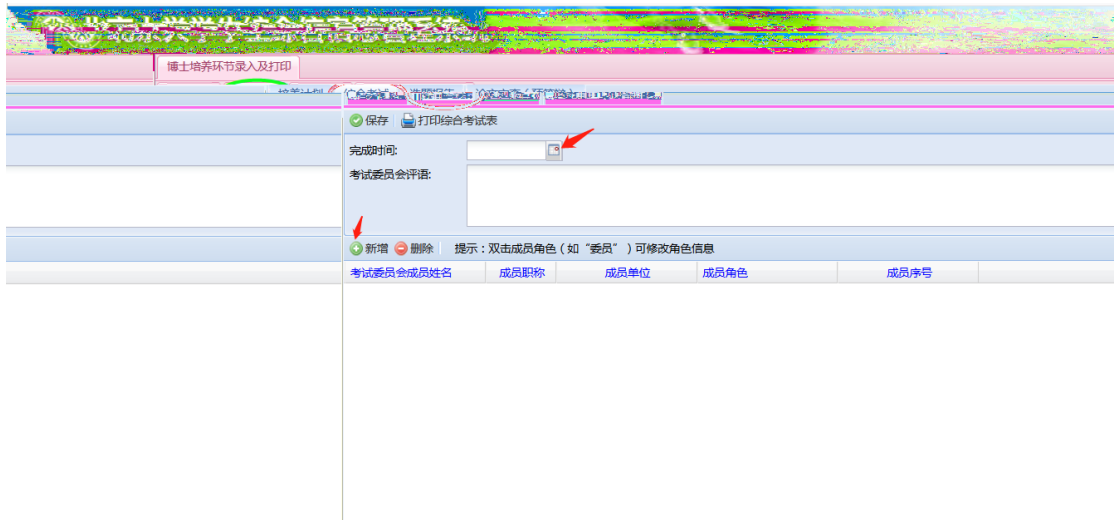 博士培养环节录入及打印
保存 打印综合考试表
完成时间:
考试委员会评语:
新增 删除 提示：双击成员角色（如“委员”）可修改角色信息
考试委员会成员姓名 成员职称 成员单位 成员角色 成员序号